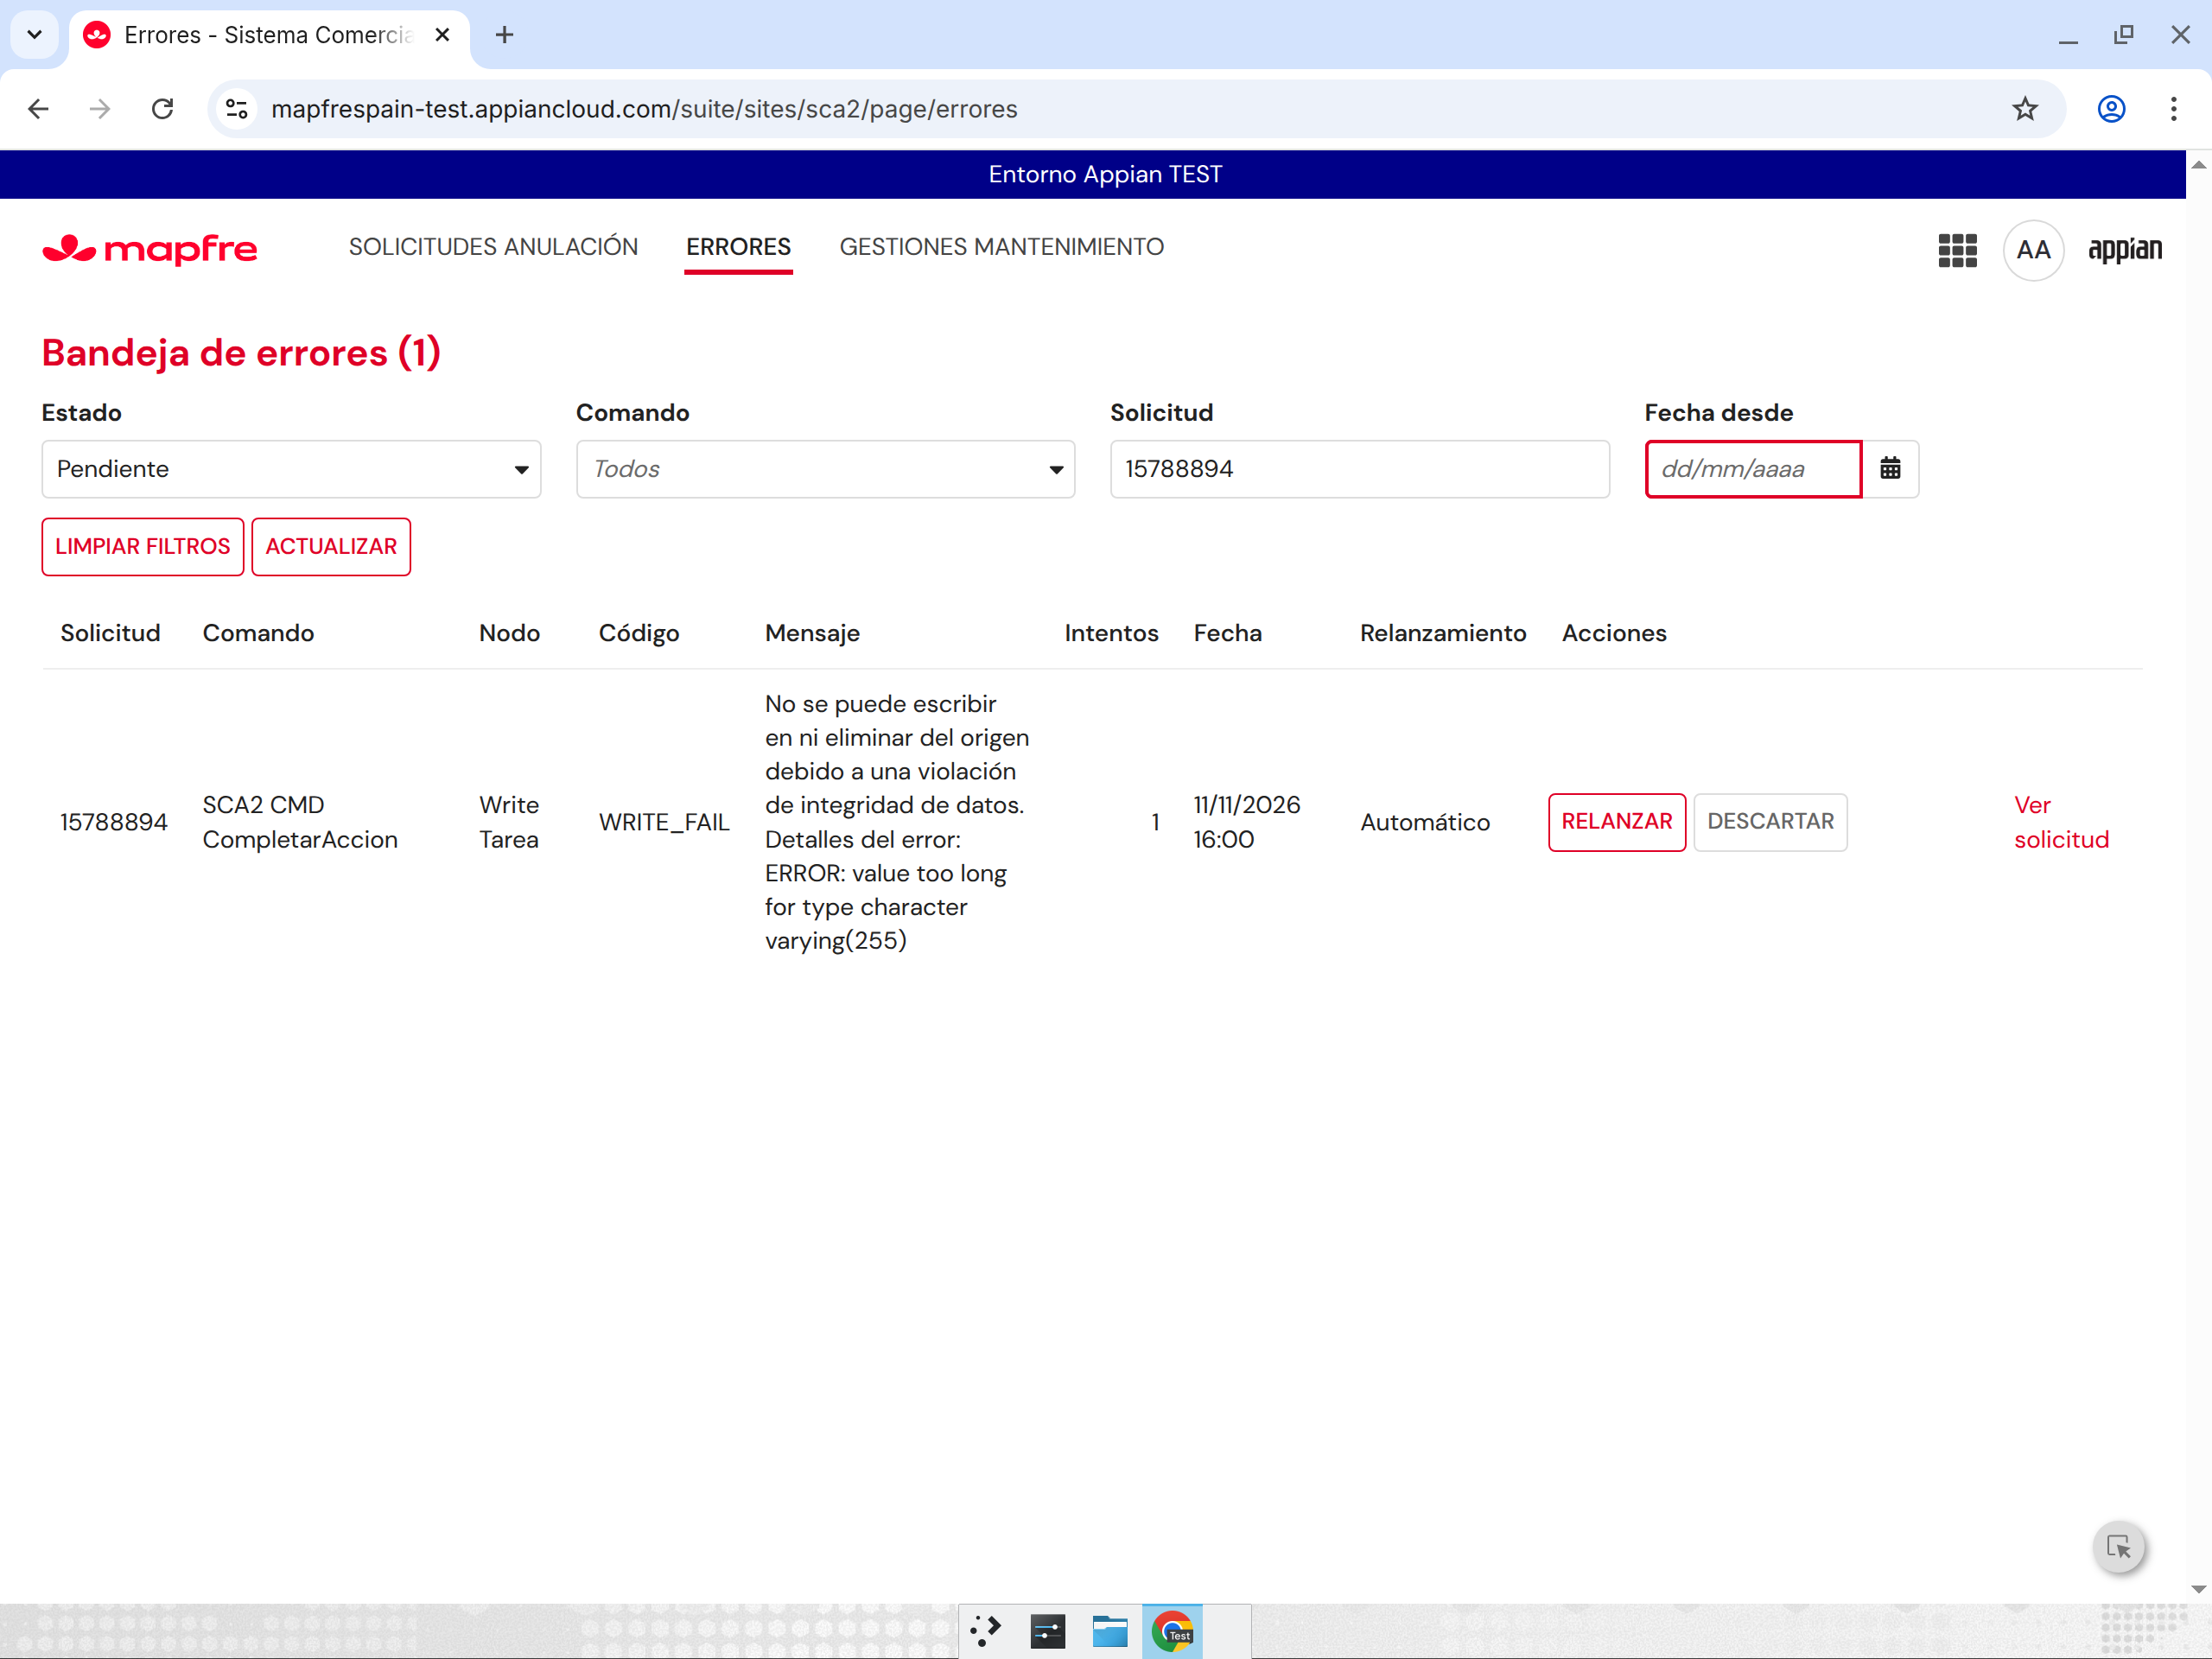 Errores - Sistema Comercia
mapfrespain-test.appiancloud.com/suite/sites/sca2/page/errores
Entorno Appian TEST
mapfre
SOLICITUDES ANULACIÓN
ERRORES
GESTIONES MANTENIMIENTO
AA
appian
Bandeja de errores (1)
Estado
Comando
Solicitud
Fecha desde
Pendiente
Todos
15788894
dd/mm/aaaa
LIMPIAR FILTROS
ACTUALIZAR
Solicitud
Comando
Nodo
Código
Mensaje
Intentos
Fecha
Relanzamiento
Acciones
15788894
SCA2 CMD
CompletarAccion
Write
Tarea
WRITE_FAIL
No se puede escribir
en ni eliminar del origen
debido a una violación
de integridad de datos.
Detalles del error:
ERROR: value too long
for type character
varying(255)
1
11/11/2026
16:00
Automático
RELANZAR
DESCARTAR
Ver
solicitud
Test